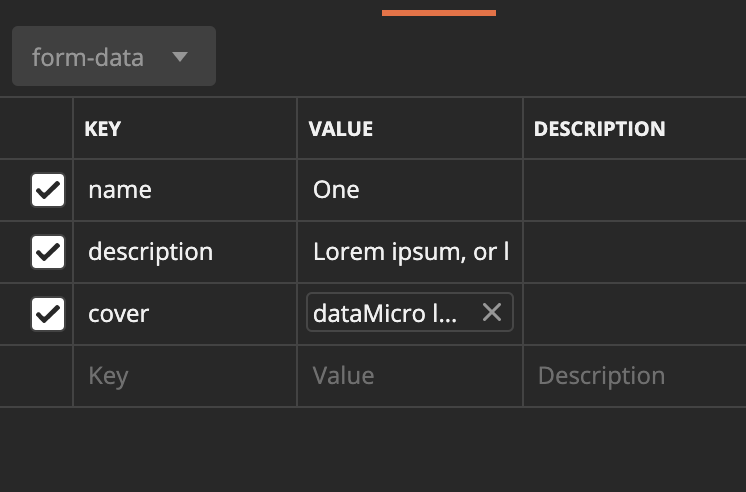 form-data
KEY VALUE DESCRIPTION
name One
description Lorem ipsum, or l
cover dataMicro l...
Key Value Description